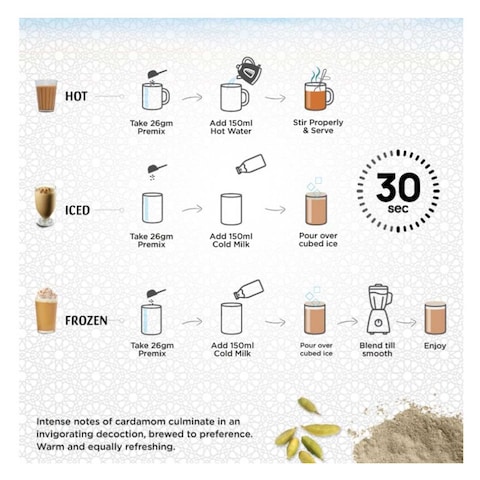 HOT
Take 26gm
Premix
Add 150ml
Hot Water
Stir Properly
& Serve
30
sec
ICED
Take 26gm
Premix
Add 150ml
Cold Milk
Pour over
cubed ice
FROZEN
Take 26gm
Premix
Add 150ml
Cold Milk
Pour over
cubed ice
Blend till
smooth
Enjoy
Intense notes of cardamom culminate in an
invigorating decoction, brewed to preference.
Warm and equally refreshing.